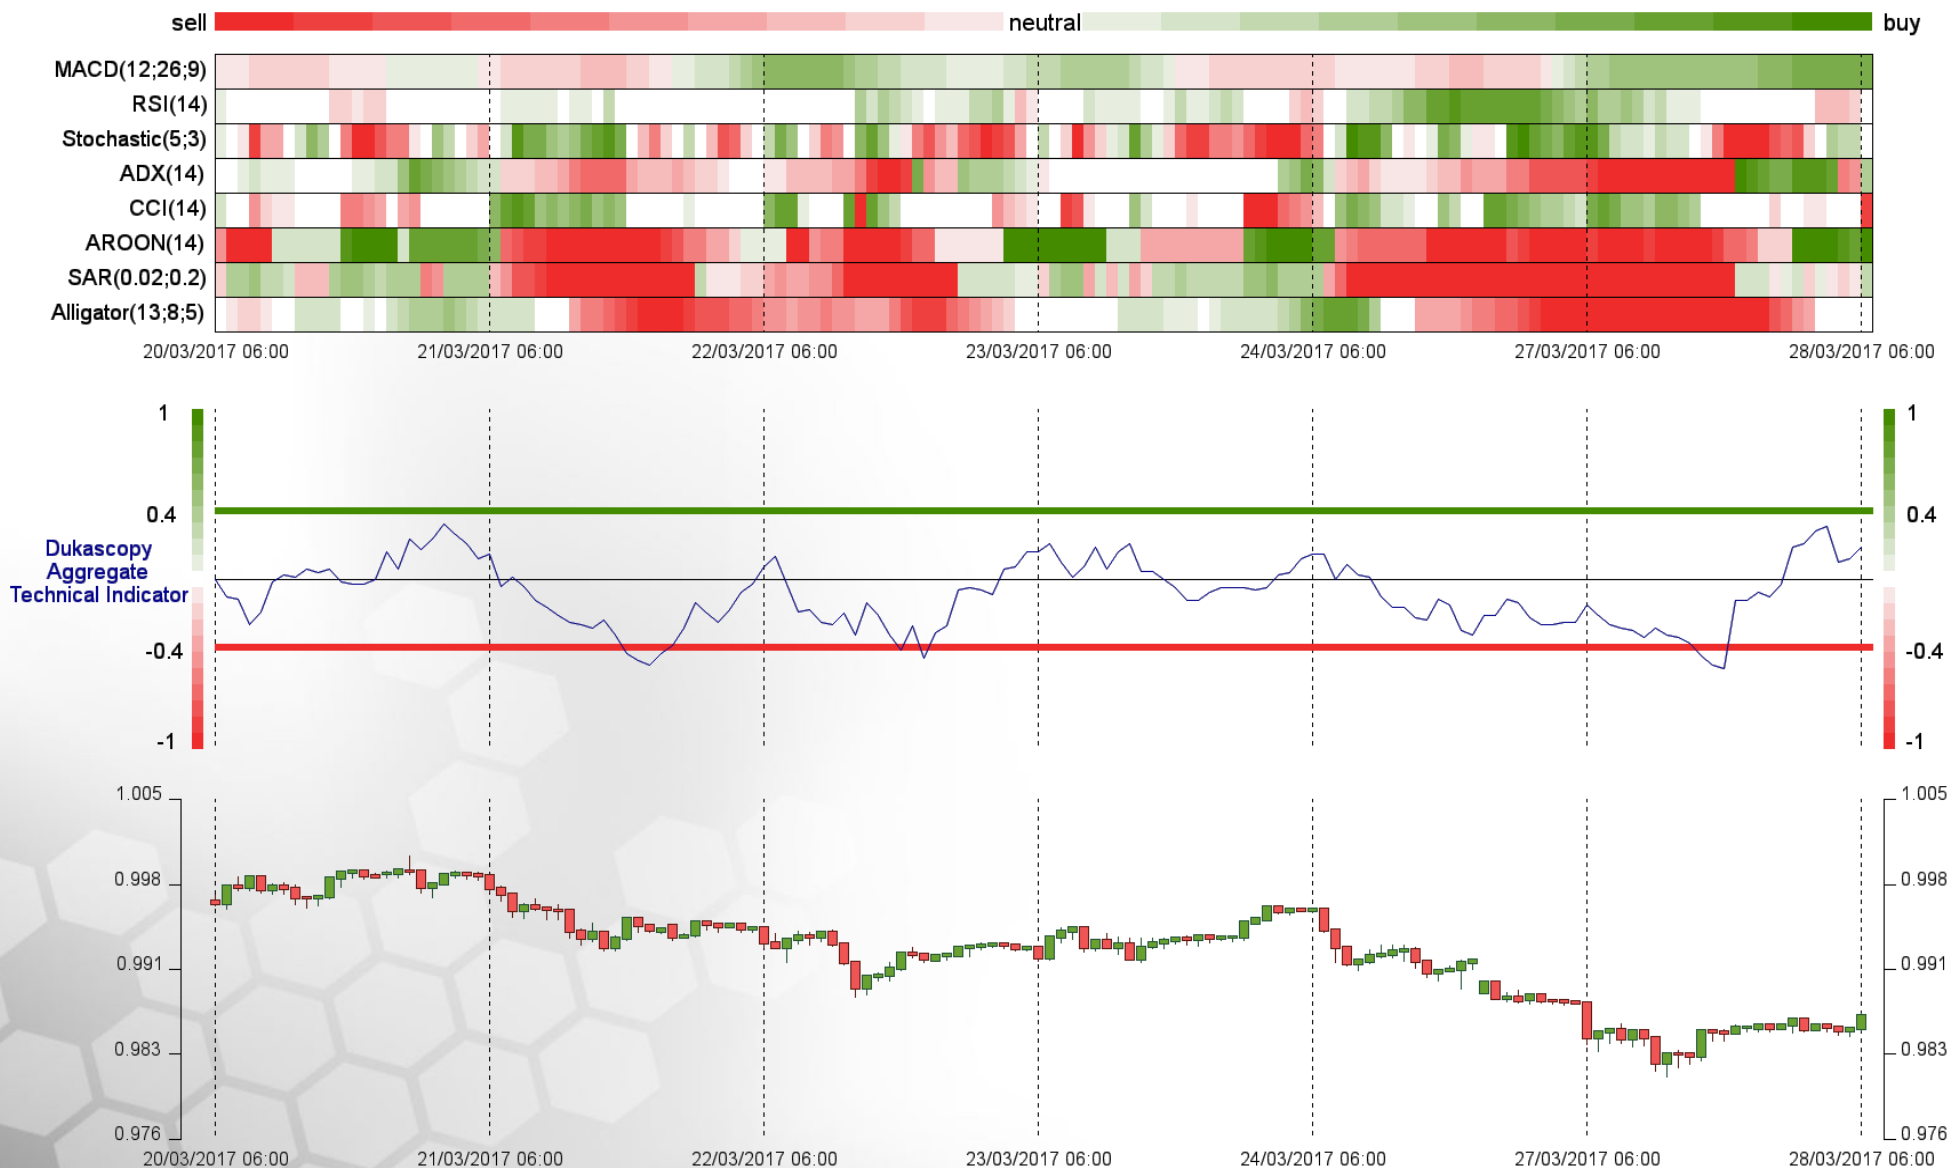 sell neutral buy
MACD(12;26;9)
RSI(14)
Stochastic(5;3)
ADX(14)
CCI(14)
AROON(14)
SAR(0.02;0.2)
Alligator(13;8;5)
20/03/2017 06:00 21/03/2017 06:00 22/03/2017 06:00 23/03/2017 06:00 24/03/2017 06:00 27/03/2017 06:00 28/03/2017 06:00
1 1
0.4 0.4
Dukascopy
Aggregate
Technical Indicator
-0.4 -0.4
-1 -1
1.005 1.005
0.998 0.998
0.991 0.991
0.983 0.983
0.976 0.976
20/03/2017 06:00 21/03/2017 06:00 22/03/2017 06:00 23/03/2017 06:00 24/03/2017 06:00 27/03/2017 06:00 28/03/2017 06:00